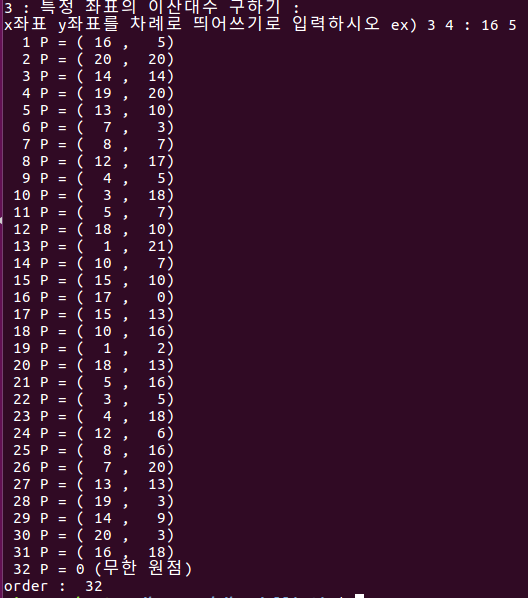 3 : 특정 좌표의 이산대수 구하기 :
x좌표 y좌표를 차례로 띄어쓰기로 입력하시오 ex) 3 4 : 16 5
1 P = ( 16 , 5)
2 P = ( 20 , 20)
3 P = ( 14 , 14)
4 P = ( 19 , 20)
5 P = ( 13 , 10)
6 P = ( 7 , 3)
7 P = ( 8 , 7)
8 P = ( 12 , 17)
9 P = ( 4 , 5)
10 P = ( 3 , 18)
11 P = ( 5 , 7)
12 P = ( 18 , 10)
13 P = ( 1 , 21)
14 P = ( 10 , 7)
15 P = ( 15 , 10)
16 P = ( 17 , 0)
17 P = ( 15 , 13)
18 P = ( 10 , 16)
19 P = ( 1 , 2)
20 P = ( 18 , 13)
21 P = ( 5 , 16)
22 P = ( 3 , 5)
23 P = ( 4 , 18)
24 P = ( 12 , 6)
25 P = ( 8 , 16)
26 P = ( 7 , 20)
27 P = ( 13 , 13)
28 P = ( 19 , 3)
29 P = ( 14 , 9)
30 P = ( 20 , 3)
31 P = ( 16 , 18)
32 P = 0 (무한 원점)
order : 32